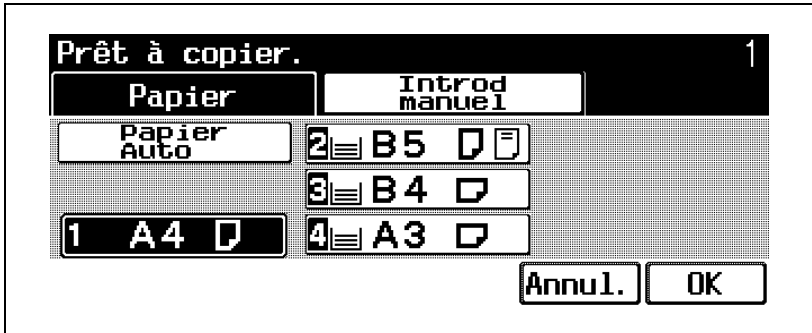 Prêt à copier. 1
Papier
Introd
manuel
Papier
Auto
2 B5
3 B4
1 A4
4 A3
Annul. OK